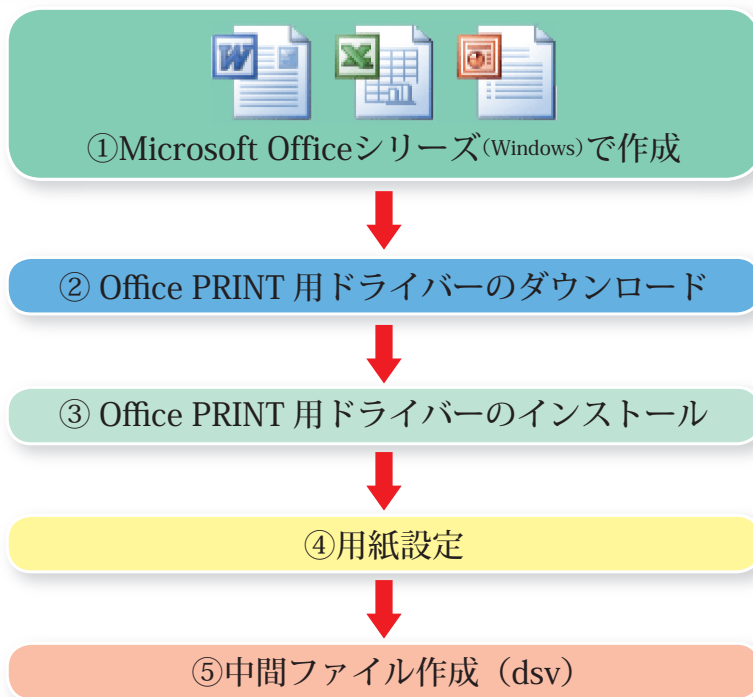 ①Microsoft Officeシリーズ(Windows)で作成
② Office PRINT 用ドライバーのダウンロード
③ Office PRINT 用ドライバーのインストール
④用紙設定
⑤中間ファイル作成（dsv）